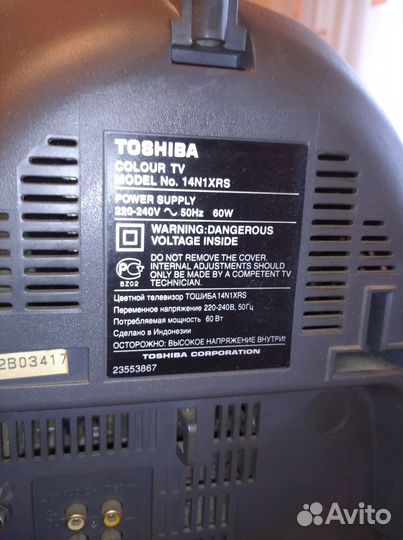 TOSHIBA
COLOUR TV
MODEL No. 14N1XRS
POWER SUPPLY
220-240V ~ 50Hz 60W
WARNING:DANGEROUS
VOLTAGE INSIDE
DO NOT REMOVE THE COVER.
INTERNAL ADJUSTMENTS SHOULD
ONLY BE MADE BY A COMPETENT TV
TECHNICIAN.
BZ02
Цветной телевизор ТОШИБА14N1XRS
Переменное напряжение 220-240В, 50Гц
Потребляемая мощность 60 Вт
Сделано в Индонезии
ОСТОРОЖНО: ВЫСОКОЕ НАПРЯЖЕНИЕ ВНУТРИ!
TOSHIBA CORPORATION
23553867
2B03417
Avito